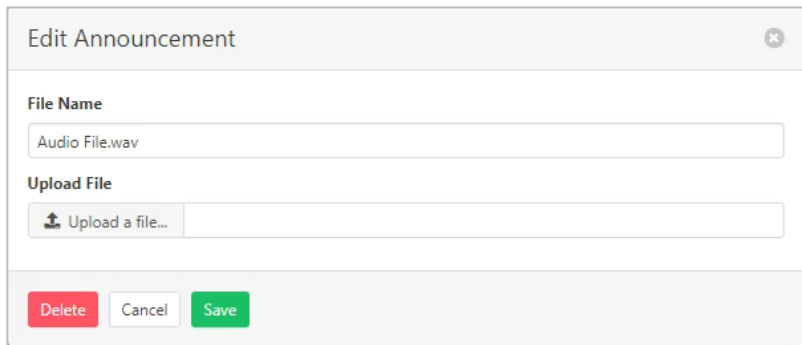 Edit Announcement
File Name
Audio File.wav
Upload File
Upload a file...
Delete Cancel Save